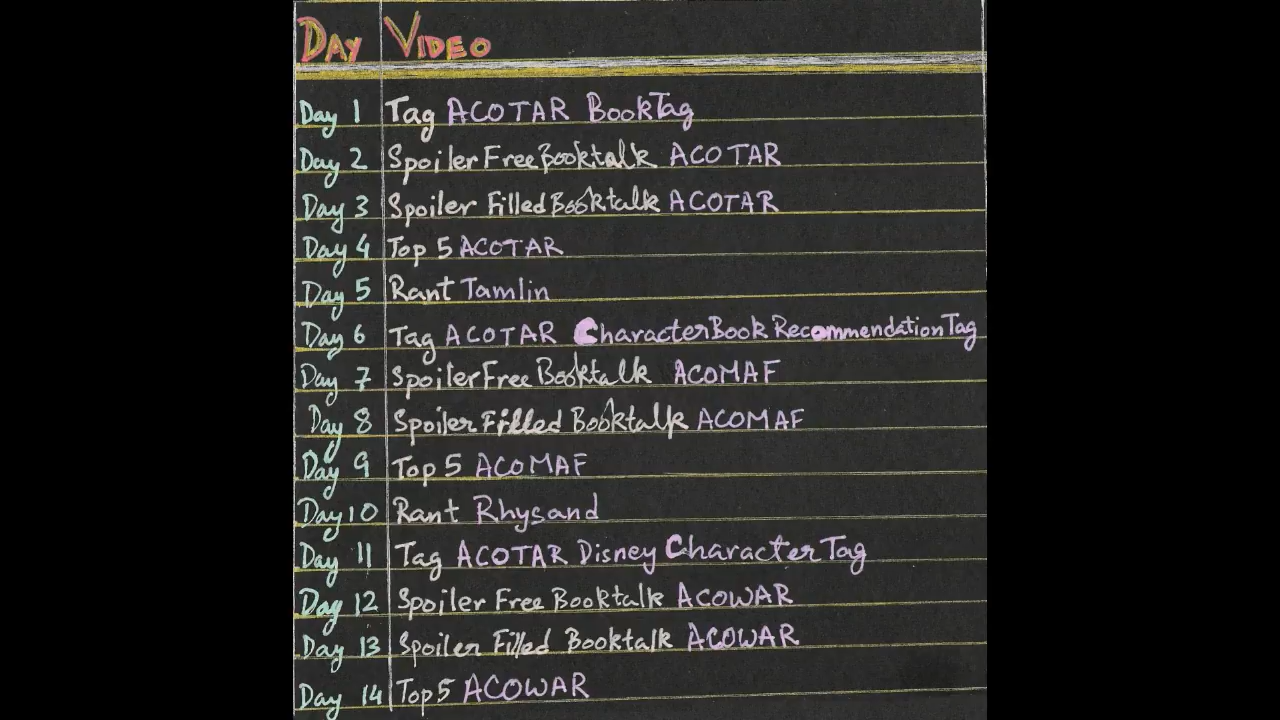 Day Video
Day 1 Tag ACOTAR BookTag
Day 2 Spoiler Free Booktalk ACOTAR
Day 3 Spoiler Filled Booktalk ACOTAR
Day 4 Top 5 ACOTAR
Day 5 Rant Tamlin
Day 6 Tag ACOTAR Character Book Recommendation Tag
Day 7 Spoiler Free Booktalk ACOMAF
Day 8 Spoiler Filled Booktalk ACOMAF
Day 9 Top 5 ACOMAF
Day 10 Rant Rhysand
Day 11 Tag ACOTAR Disney Character Tag
Day 12 Spoiler Free Booktalk ACOWAR
Day 13 Spoiler Filled Booktalk ACOWAR
Day 14 Top 5 ACOWAR